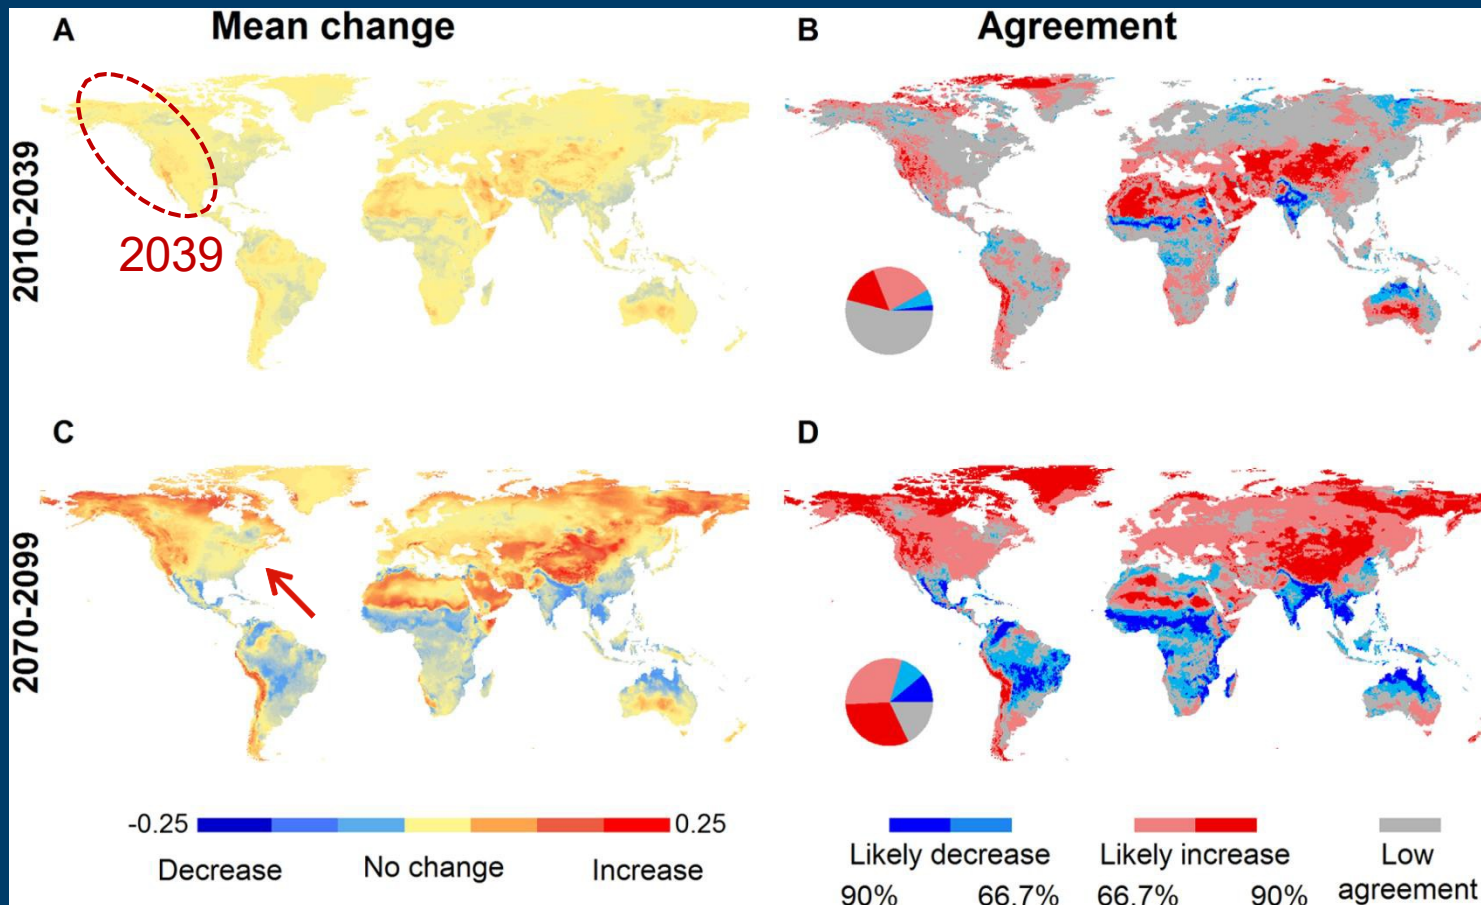 A Mean change
B Agreement
2010-2039
2039
C
D
2070-2099
-0.25 0.25
Decrease No change Increase
Likely decrease Likely increase Low agreement
90% 66.7% 66.7% 90%